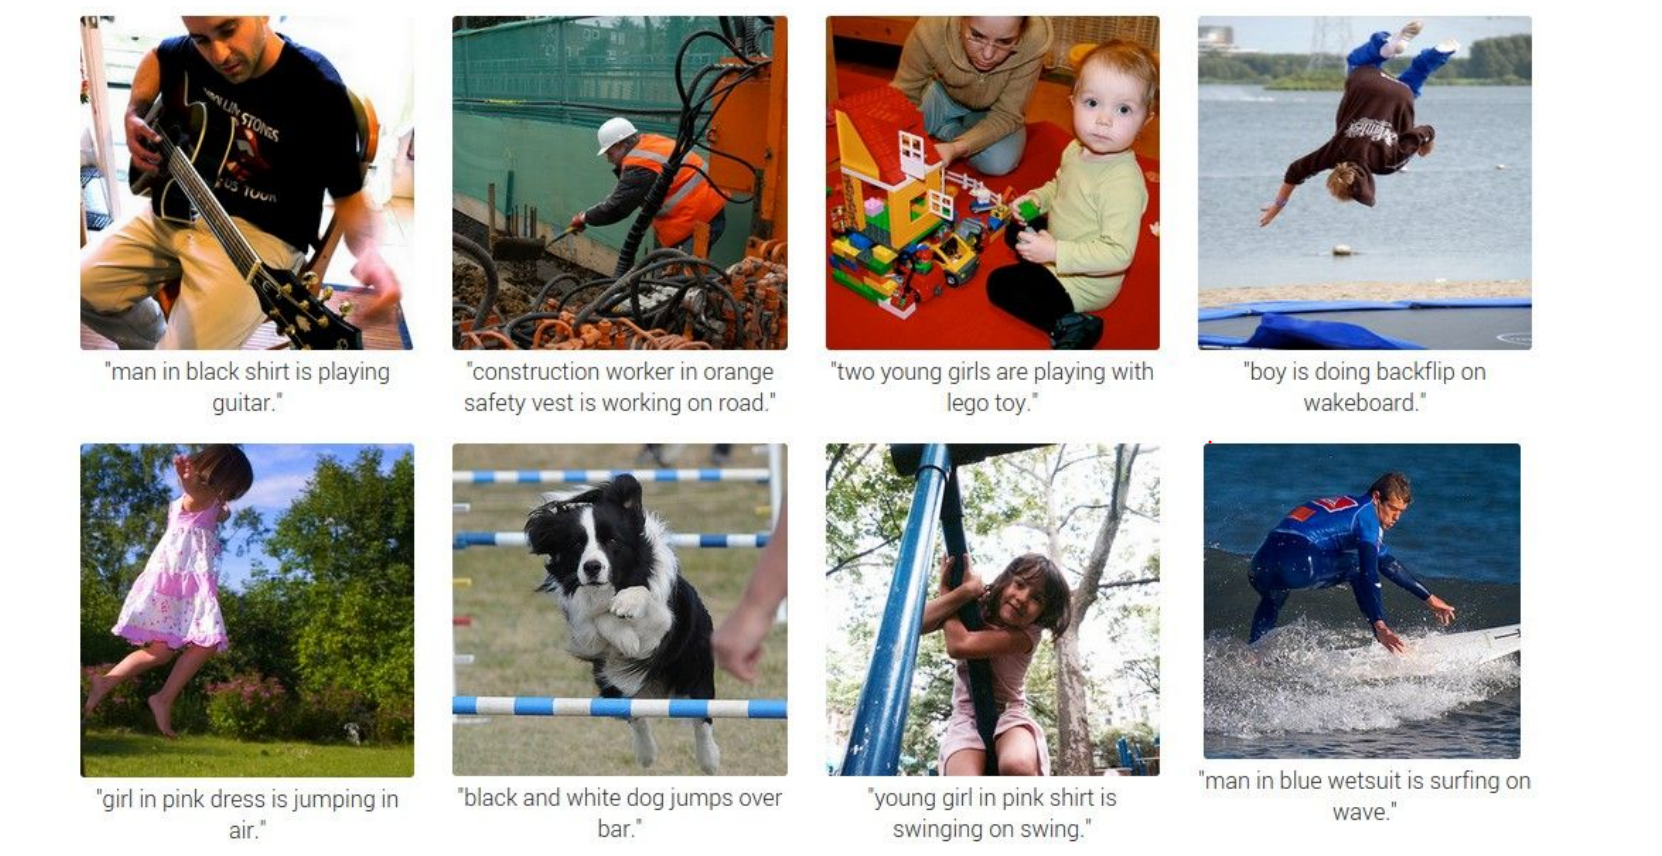 "man in black shirt is playing
guitar."
"construction worker in orange
safety vest is working on road."
"two young girls are playing with
lego toy."
"boy is doing backflip on
wakeboard."
"girl in pink dress is jumping in
air."
"black and white dog jumps over
bar."
"young girl in pink shirt is
swinging on swing."
"man in blue wetsuit is surfing on
wave."